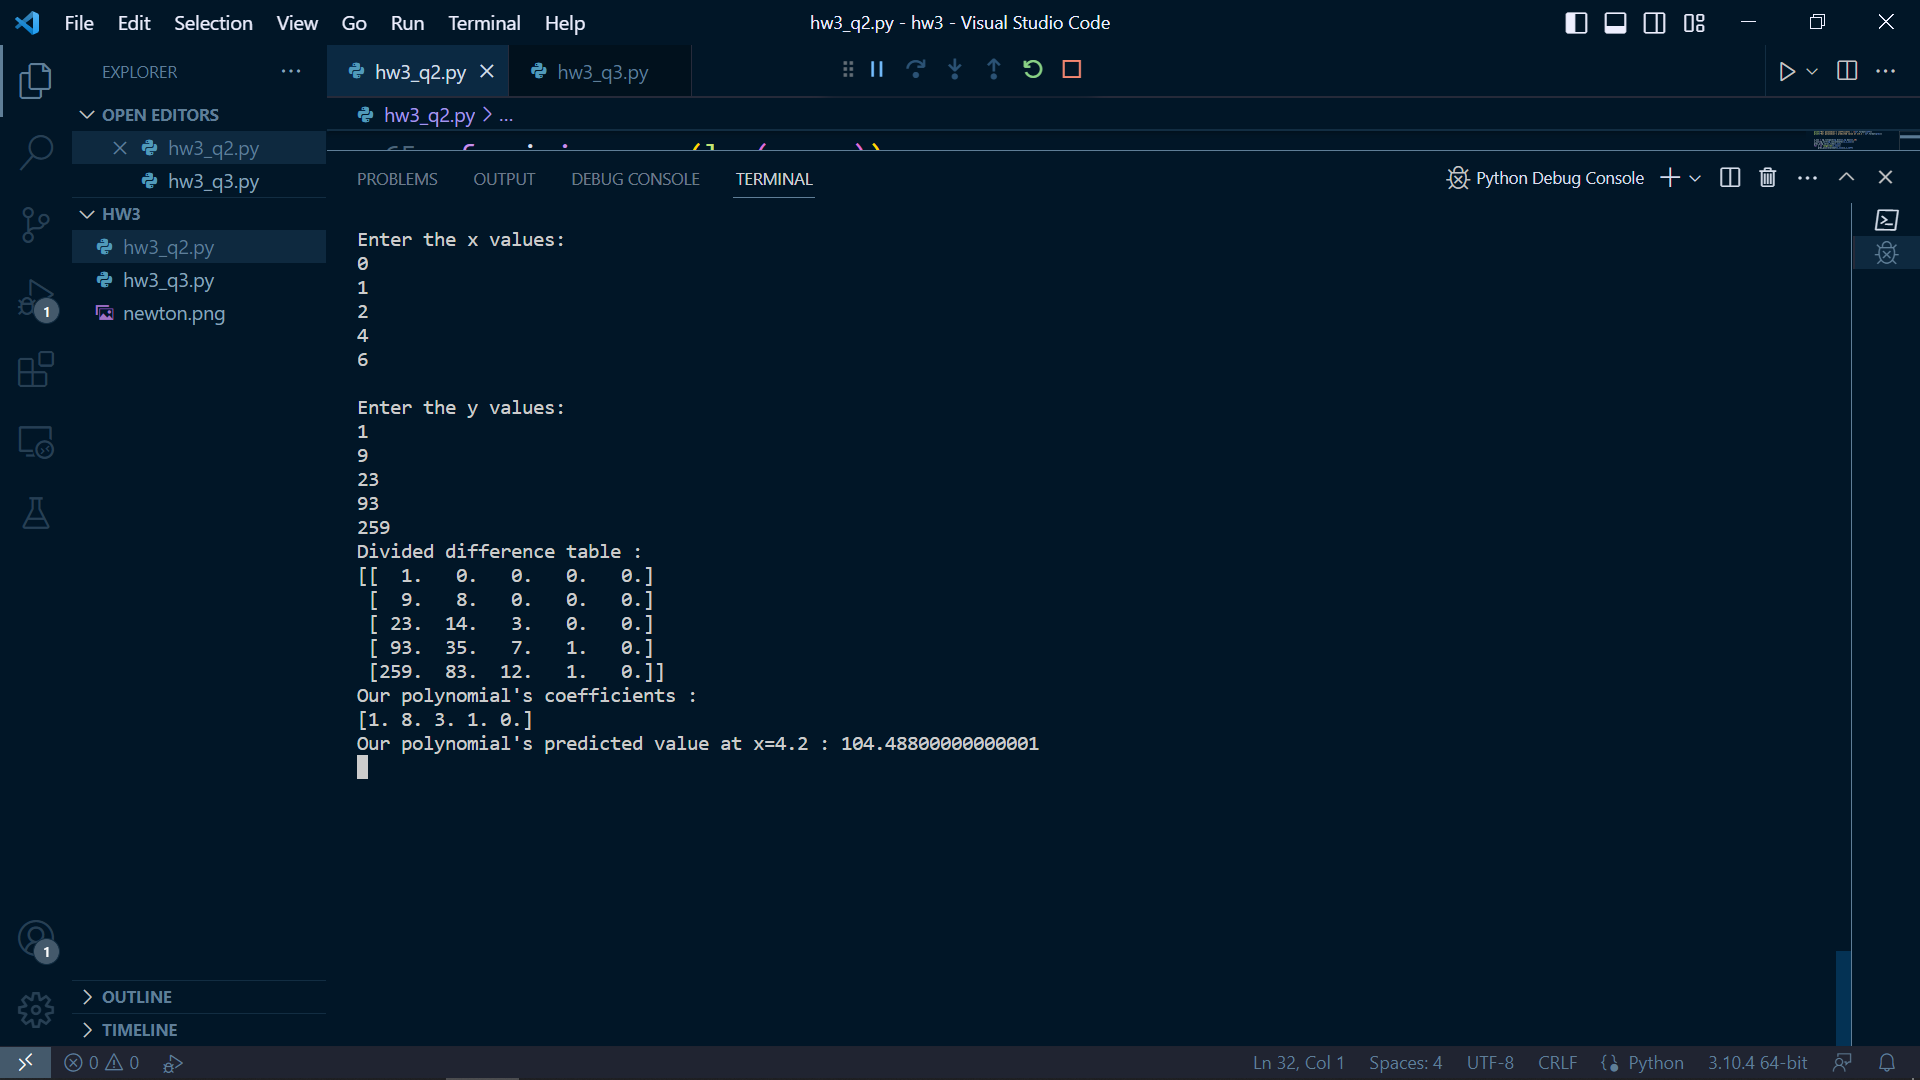 File Edit Selection View Go Run Terminal Help
hw3_q2.py - hw3 - Visual Studio Code
EXPLORER
OPEN EDITORS
hw3_q2.py
hw3_q3.py
HW3
hw3_q2.py
hw3_q3.py
newton.png
OUTLINE
TIMELINE
1
1
hw3_q2.py hw3_q3.py
hw3_q2.py > ...
PROBLEMS OUTPUT DEBUG CONSOLE TERMINAL
Python Debug Console
Enter the x values:
0
1
2
4
6
Enter the y values:
1
9
23
93
259
Divided difference table :
[[  1.   0.   0.   0.   0.]
 [  9.   8.   0.   0.   0.]
 [ 23.  14.   3.   0.   0.]
 [ 93.  35.   7.   1.   0.]
 [259.  83.  12.   1.   0.]]
Our polynomial's coefficients :
[1. 8. 3. 1. 0.]
Our polynomial's predicted value at x=4.2 : 104.48800000000001
0 0
Ln 32, Col 1 Spaces: 4 UTF-8 CRLF Python 3.10.4 64-bit